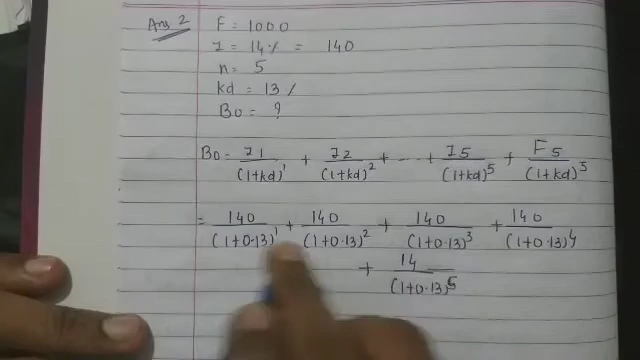 Ans 2 F = 1000
I = 14% = 140
n = 5
kd = 13%
B0 = ?
B0 = I1/(1+kd)^1 + I2/(1+kd)^2 + --- + I5/(1+kd)^5 + F5/(1+kd)^5
= 140/(1+0.13)^1 + 140/(1+0.13)^2 + 140/(1+0.13)^3 + 140/(1+0.13)^4
+ 14/(1+0.13)^5